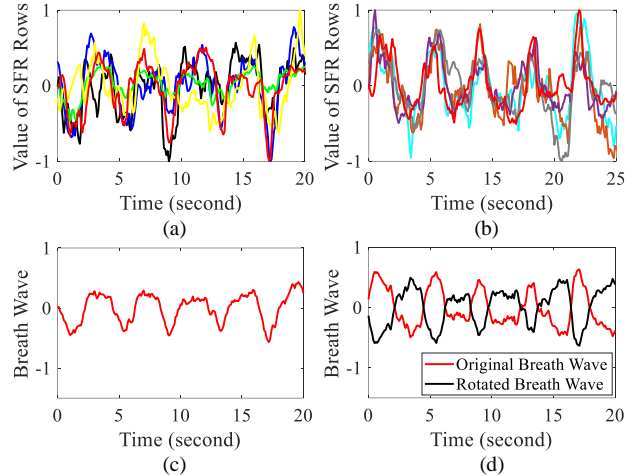 1
0
-1
Value of SFR Rows
0 5 10 15 20
Time (second)
(a)
1
0
-1
Value of SFR Rows
0 5 10 15 20 25
Time (second)
(b)
1
0
-1
Breath Wave
0 5 10 15 20
Time (second)
(c)
1
0
-1
Breath Wave
Original Breath Wave
Rotated Breath Wave
0 5 10 15 20
Time (second)
(d)